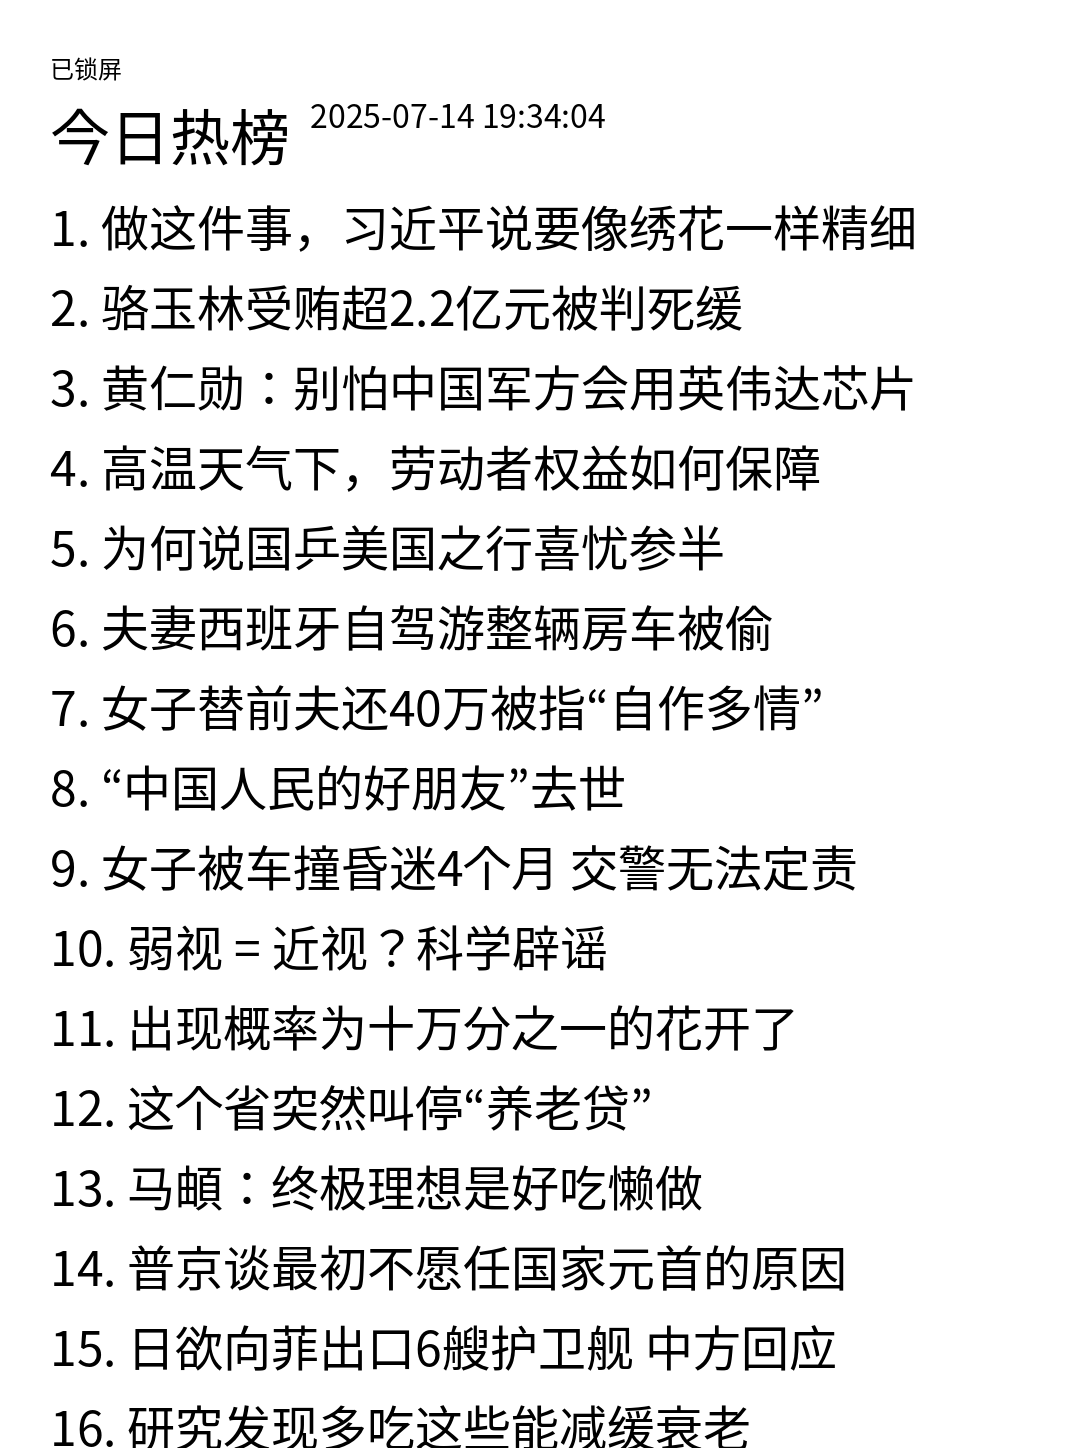 已锁屏
今日热榜 2025-07-14 19:34:04
1. 做这件事，习近平说要像绣花一样精细
2. 骆玉林受贿超2.2亿元被判死缓
3. 黄仁勋：别怕中国军方会用英伟达芯片
4. 高温天气下，劳动者权益如何保障
5. 为何说国乒美国之行喜忧参半
6. 夫妻西班牙自驾游整辆房车被偷
7. 女子替前夫还40万被指“自作多情”
8. “中国人民的好朋友”去世
9. 女子被车撞昏迷4个月 交警无法定责
10. 弱视 = 近视？科学辟谣
11. 出现概率为十万分之一的花开了
12. 这个省突然叫停“养老贷”
13. 马頔：终极理想是好吃懒做
14. 普京谈最初不愿任国家元首的原因
15. 日欲向菲出口6艘护卫舰 中方回应
16. 研究发现多吃这些能减缓衰老